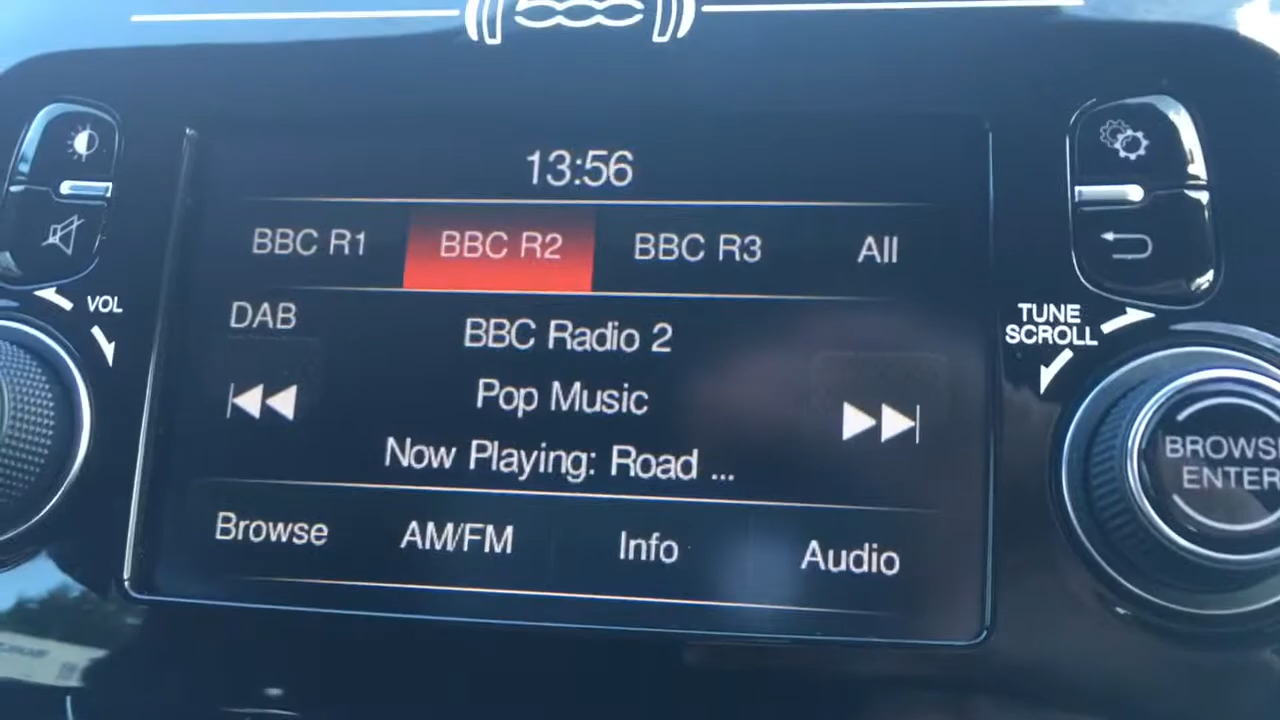 13:56
BBC R1 BBC R2 BBC R3 All
VOL
DAB
BBC Radio 2
TUNE
SCROLL
Pop Music
Now Playing: Road ...
BROWSE
ENTER
Browse AM/FM Info Audio